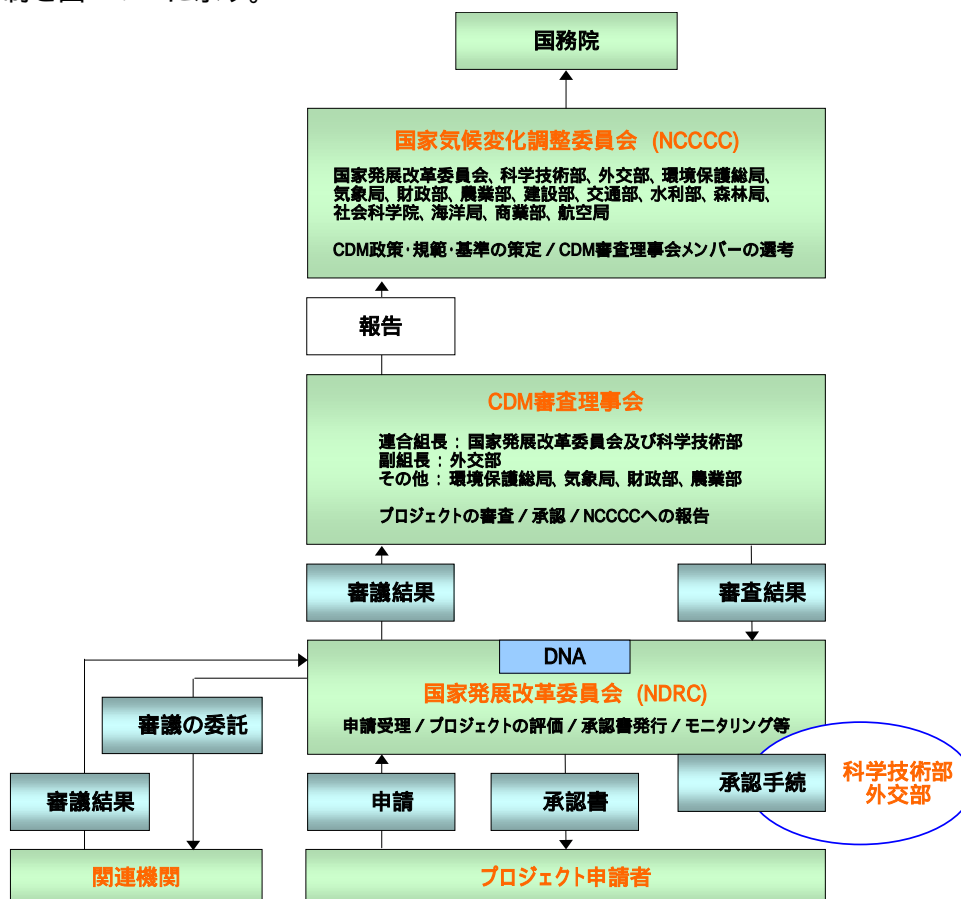 国務院
国家気候変化調整委員会 (NCCCC)
国家発展改革委員会、科学技術部、外交部、環境保護総局、
気象局、財政部、農業部、建設部、交通部、水利部、森林局、
社会科学院、海洋局、商業部、航空局
CDM政策・規範・基準の策定 / CDM審査理事会メンバーの選考
報告
CDM審査理事会
連合組長 : 国家発展改革委員会及び科学技術部
副組長 : 外交部
その他 : 環境保護総局、気象局、財政部、農業部
プロジェクトの審査 / 承認 / NCCCCへの報告
審議結果
審査結果
DNA
国家発展改革委員会 (NDRC)
申請受理 / プロジェクトの評価 / 承認書発行 / モニタリング等
審議の委託
審議結果
申請
承認書
承認手続
科学技術部
外交部
関連機関
プロジェクト申請者